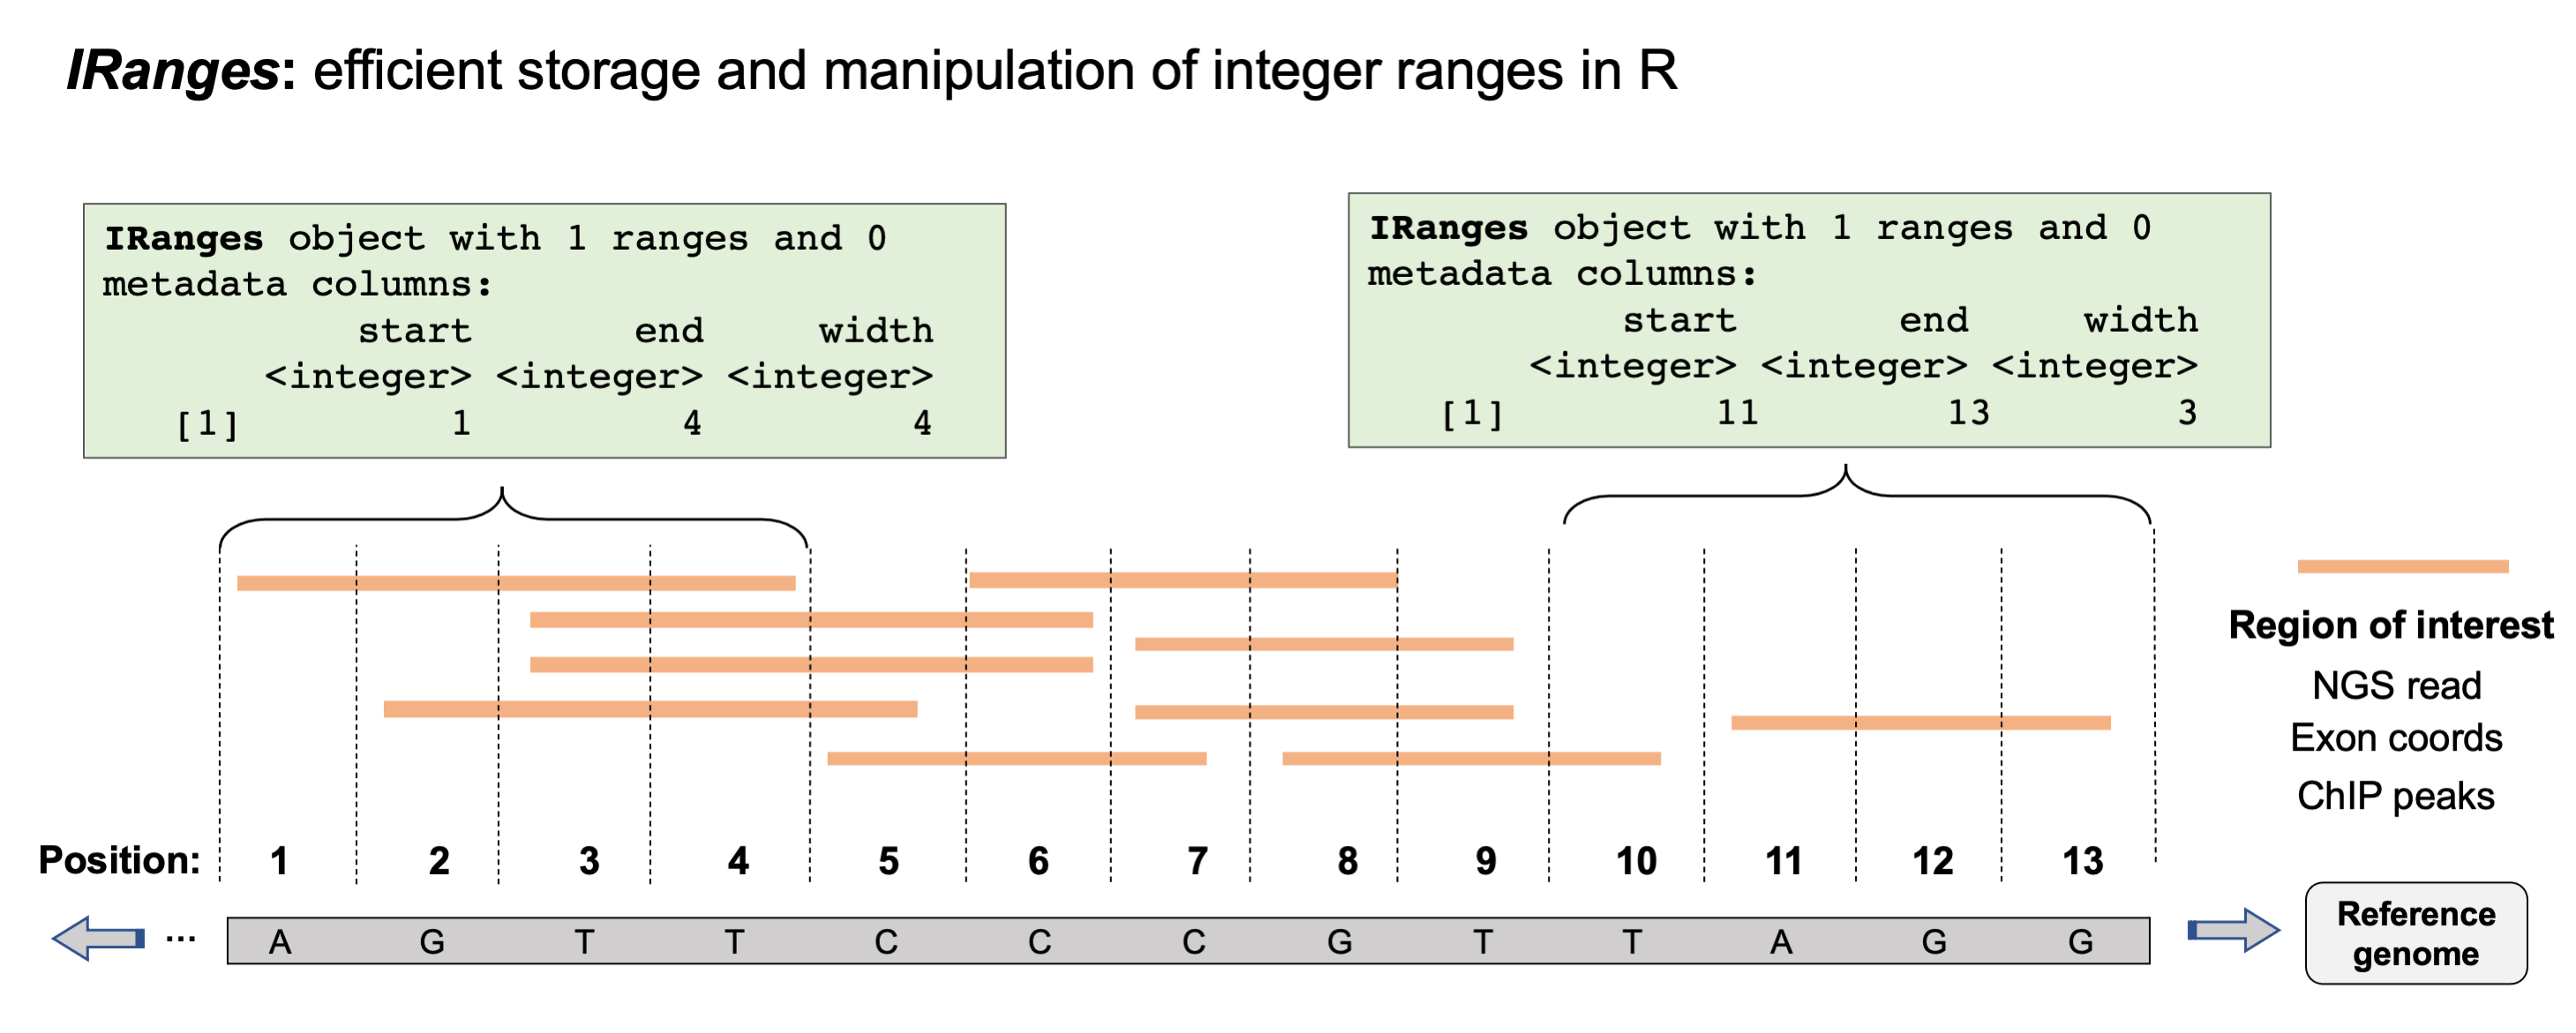 IRanges: efficient storage and manipulation of integer ranges in R
IRanges object with 1 ranges and 0
metadata columns:
start end width
<integer> <integer> <integer>
[1] 1 4 4
IRanges object with 1 ranges and 0
metadata columns:
start end width
<integer> <integer> <integer>
[1] 11 13 3
Region of interest
NGS read
Exon coords
ChIP peaks
Position: 1 2 3 4 5 6 7 8 9 10 11 12 13
... A G T T C C C G T T A G G
Reference
genome